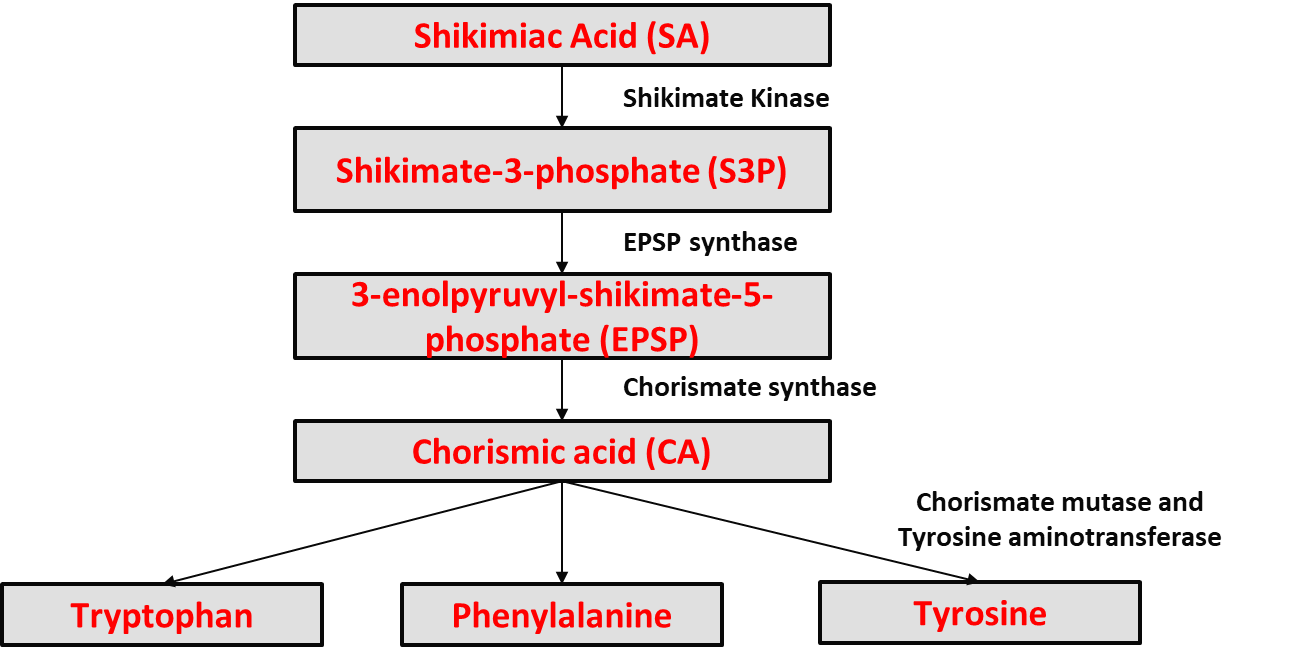 Shikimiac Acid (SA)
Shikimate Kinase
Shikimate-3-phosphate (S3P)
EPSP synthase
3-enolpyruvyl-shikimate-5-
phosphate (EPSP)
Chorismate synthase
Chorismic acid (CA)
Chorismate mutase and
Tyrosine aminotransferase
Tryptophan
Phenylalanine
Tyrosine